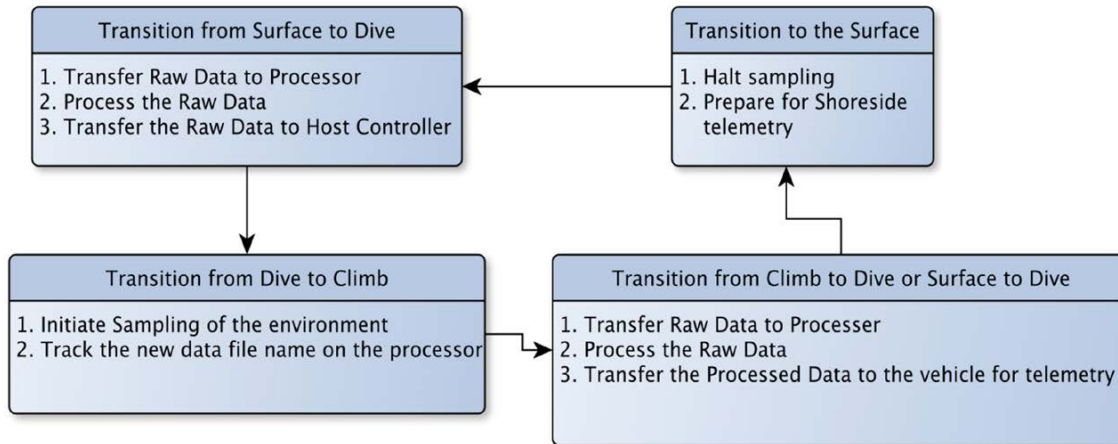 Transition from Surface to Dive
1. Transfer Raw Data to Processor
2. Process the Raw Data
3. Transfer the Raw Data to Host Controller
Transition to the Surface
1. Halt sampling
2. Prepare for Shoreside
telemetry
Transition from Dive to Climb
1. Initiate Sampling of the environment
2. Track the new data file name on the processor
Transition from Climb to Dive or Surface to Dive
1. Transfer Raw Data to Processer
2. Process the Raw Data
3. Transfer the Processed Data to the vehicle for telemetry